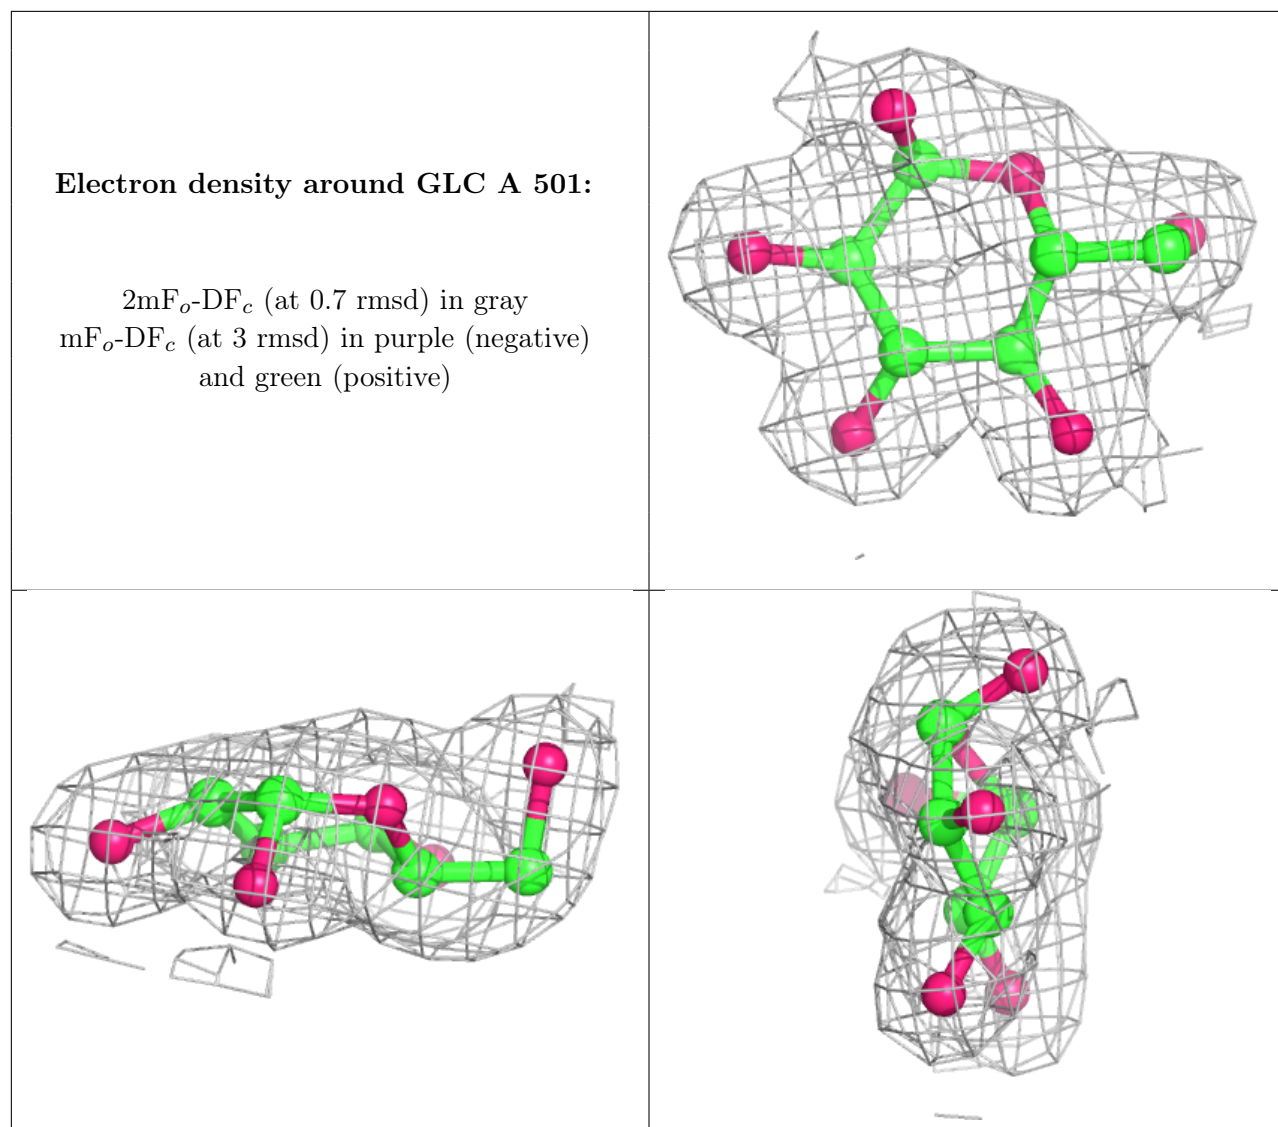 Electron density around GLC A 501:
2mFo-DFc (at 0.7 rmsd) in gray
mFo-DFc (at 3 rmsd) in purple (negative)
and green (positive)